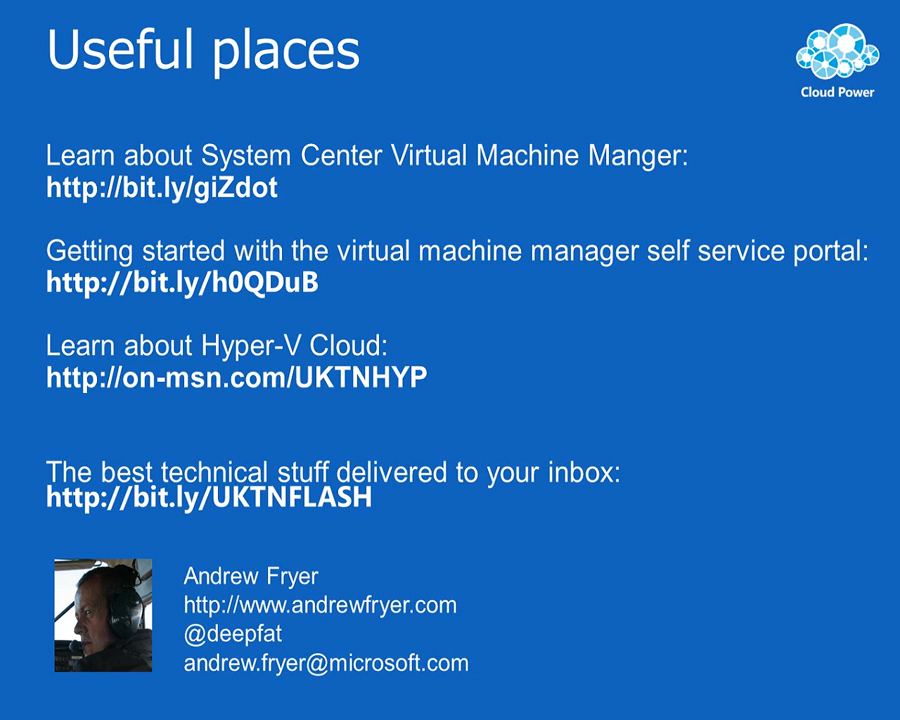 Useful places
Cloud Power
Learn about System Center Virtual Machine Manger:
http://bit.ly/giZdot
Getting started with the virtual machine manager self service portal:
http://bit.ly/h0QDuB
Learn about Hyper-V Cloud:
http://on-msn.com/UKTNHYP
The best technical stuff delivered to your inbox:
http://bit.ly/UKTNFLASH
Andrew Fryer
http://www.andrewfryer.com
@deepfat
andrew.fryer@microsoft.com